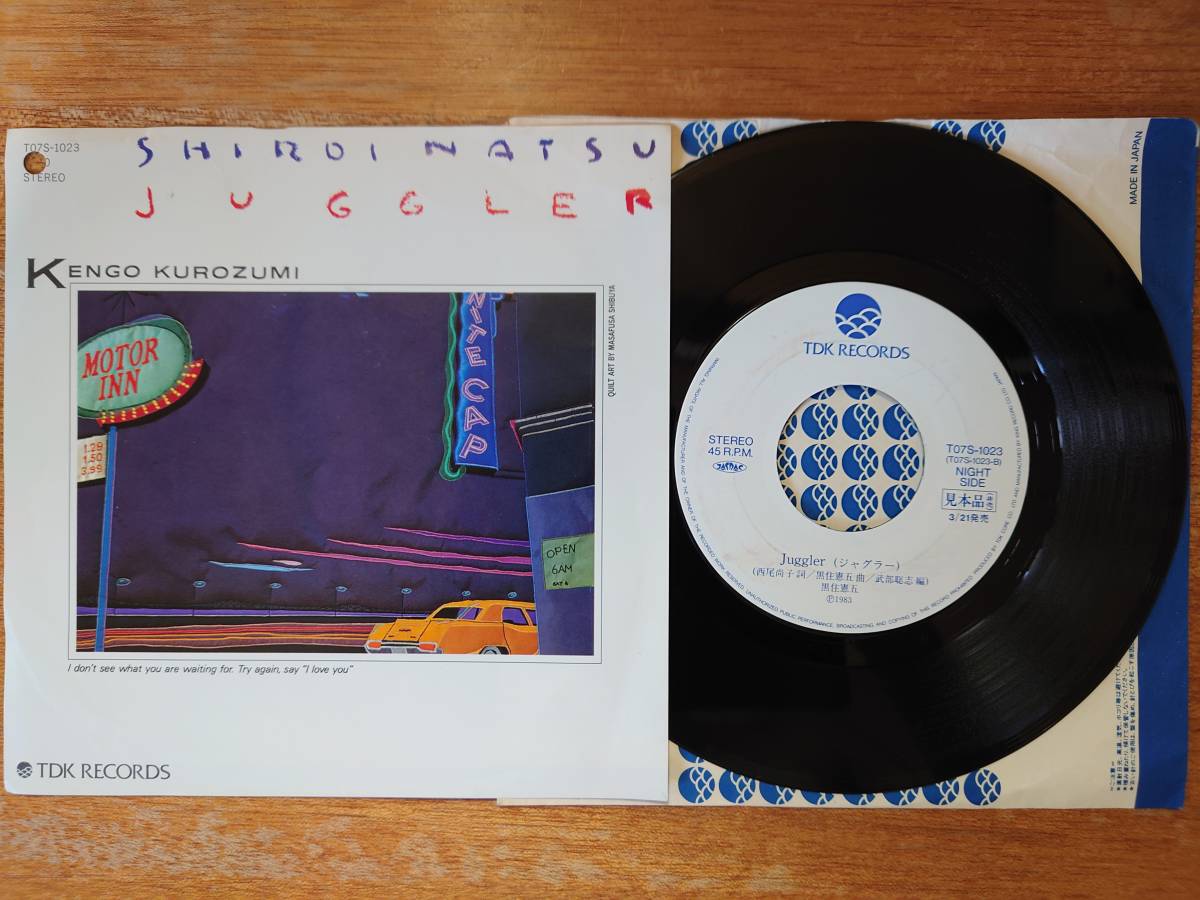 T07S-1023
STEREO
SHIROI NATSU
JUGGLER
KENGO KUROZUMI
QUILT ART BY MASAFUSA SHIBUYA
MOTOR
INN
1.29
1.50
3.99
NITE CAP
OPEN
6AM
I don't see what you are waiting for. Try again, say "I love you"
TDK RECORDS
MADE IN JAPAN
TDK RECORDS
STEREO
45 R.P.M.
T07S-1023
(T07S-1023-B)
NIGHT
SIDE
見本品
3/21発売
Juggler (ジャグラー)
(西尾尚子 詞/黒住憲五 曲/武部聡志 編)
黒住憲五
Ⓟ1983